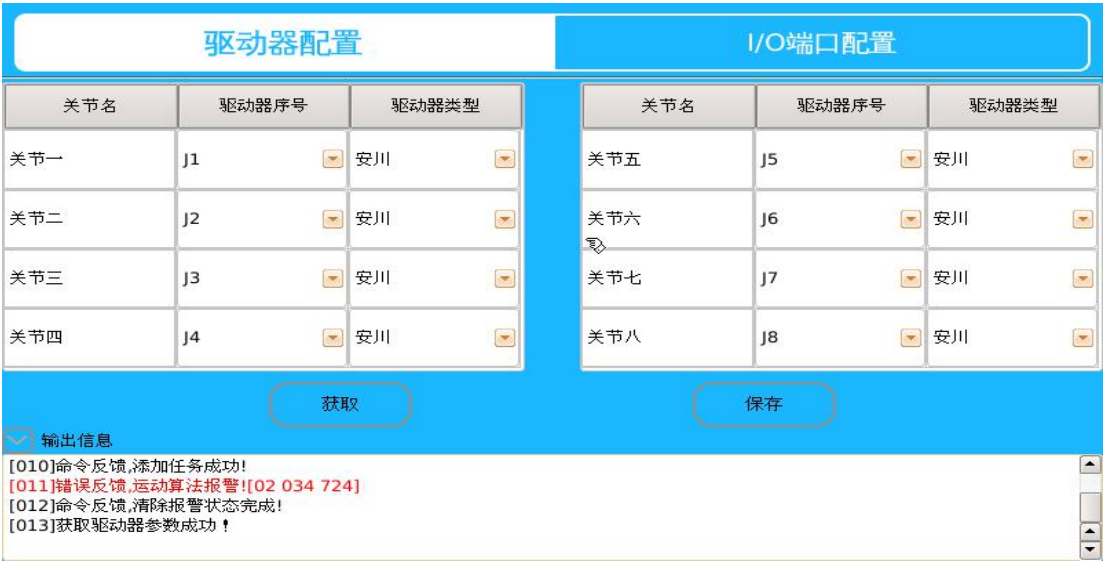 驱动器配置 I/O端口配置
关节名 驱动器序号 驱动器类型 关节名 驱动器序号 驱动器类型
关节一 J1 安川 关节五 J5 安川
关节二 J2 安川 关节六 J6 安川
关节三 J3 安川 关节七 J7 安川
关节四 J4 安川 关节八 J8 安川
获取 保存
输出信息
[010]命令反馈,添加任务成功!
[011]错误反馈,运动算法报警![02 034 724]
[012]命令反馈,清除报警状态完成!
[013]获取驱动器参数成功！